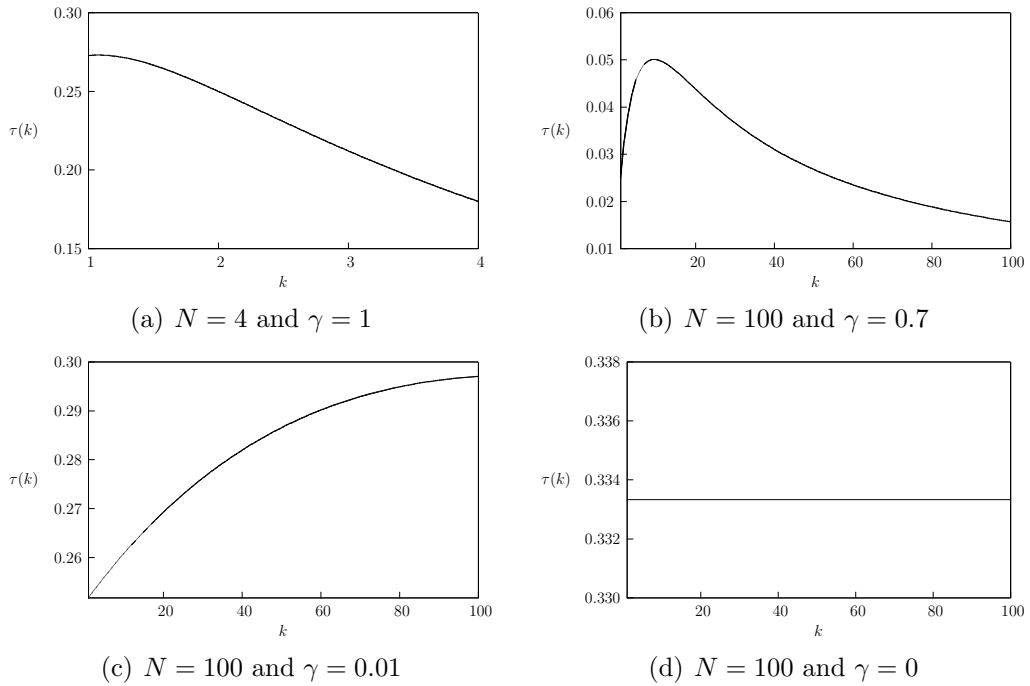 0.30
0.25
τ(k)
0.20
0.15
1 2 3 4
k
(a) N = 4 and γ = 1
0.06
0.05
0.04
τ(k)
0.03
0.02
0.01
20 40 60 80 100
k
(b) N = 100 and γ = 0.7
0.30
0.29
0.28
τ(k)
0.27
0.26
20 40 60 80 100
k
(c) N = 100 and γ = 0.01
0.338
0.336
0.334
τ(k)
0.332
0.330
20 40 60 80 100
k
(d) N = 100 and γ = 0